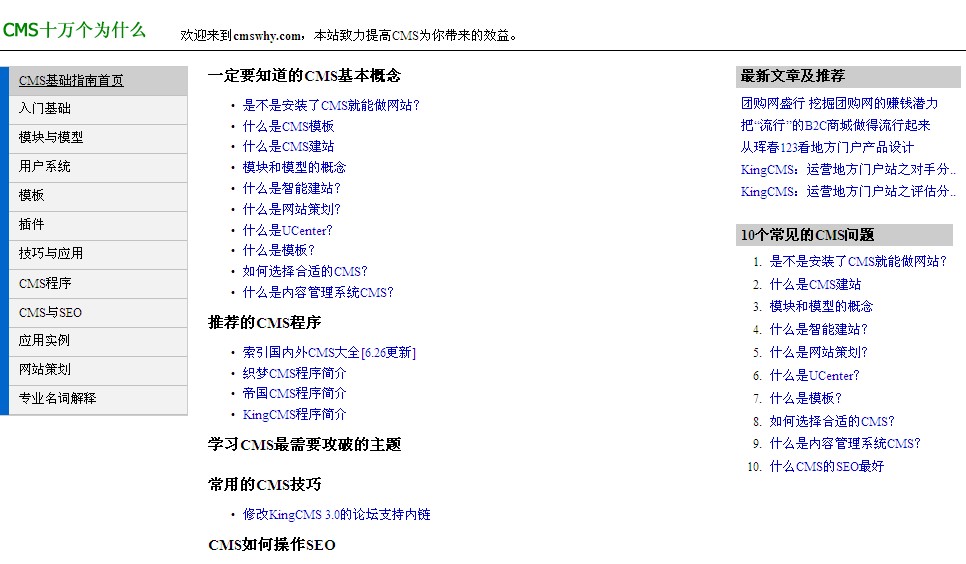 CMS十万个为什么
欢迎来到cmswhy.com，本站致力提高CMS为你带来的效益。
CMS基础指南首页
入门基础
模块与模型
用户系统
模板
插件
技巧与应用
CMS程序
CMS与SEO
应用实例
网站策划
专业名词解释
一定要知道的CMS基本概念
• 是不是安装了CMS就能做网站?
• 什么是CMS模板
• 什么是CMS建站
• 模块和模型的概念
• 什么是智能建站?
• 什么是网站策划?
• 什么是UCenter?
• 什么是模板?
• 如何选择合适的CMS?
• 什么是内容管理系统CMS?
推荐的CMS程序
• 索引国内外CMS大全[6.26更新]
• 织梦CMS程序简介
• 帝国CMS程序简介
• KingCMS程序简介
学习CMS最需要攻破的主题
常用的CMS技巧
• 修改KingCMS 3.0的论坛支持内链
CMS如何操作SEO
最新文章及推荐
团购网盛行 挖掘团购网的赚钱潜力
把“流行”的B2C商城做得流行起来
从珲春123看地方门户产品设计
KingCMS：运营地方门户站之对手分..
KingCMS：运营地方门户站之评估分..
10个常见的CMS问题
1. 是不是安装了CMS就能做网站?
2. 什么是CMS建站
3. 模块和模型的概念
4. 什么是智能建站?
5. 什么是网站策划?
6. 什么是UCenter?
7. 什么是模板?
8. 如何选择合适的CMS?
9. 什么是内容管理系统CMS?
10. 什么CMS的SEO最好